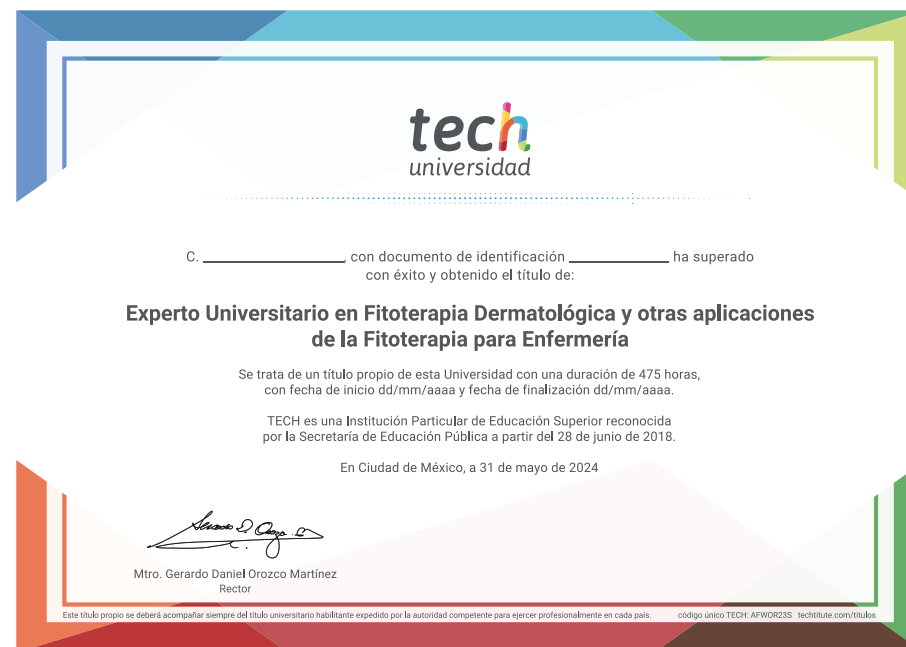 tech
universidad
C. ____________, con documento de identificación ____________ ha superado
con éxito y obtenido el título de:
Experto Universitario en Fitoterapia Dermatológica y otras aplicaciones
de la Fitoterapia para Enfermería
Se trata de un título propio de esta Universidad con una duración de 475 horas,
con fecha de inicio dd/mm/aaaa y fecha de finalización dd/mm/aaaa.
TECH es una Institución Particular de Educación Superior reconocida
por la Secretaría de Educación Pública a partir del 28 de junio de 2018.
En Ciudad de México, a 31 de mayo de 2024
Mtro. Gerardo Daniel Orozco Martínez
Rector
Este título propio se deberá acompañar siempre del título universitario habilitante expedido por la autoridad competente para ejercer profesionalmente en cada país. código único TECH: AFWOR23S techtitute.com/titulos